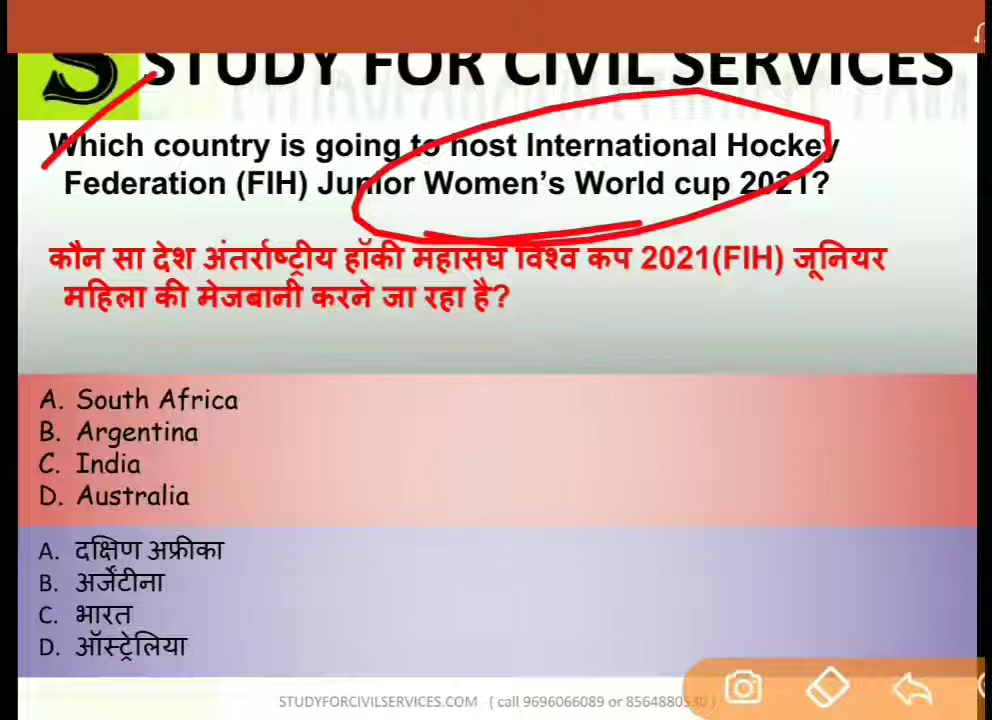 S STUDY FOR CIVIL SERVICES
Which country is going to host International Hockey
Federation (FIH) Junior Women's World cup 2021?
कौन सा देश अंतर्राष्ट्रीय हॉकी महासंघ विश्व कप 2021(FIH) जूनियर
महिला की मेजबानी करने जा रहा है?
A. South Africa
B. Argentina
C. India
D. Australia
A. दक्षिण अफ्रीका
B. अर्जेंटीना
C. भारत
D. ऑस्ट्रेलिया
STUDYFORCIVILSERVICES.COM ( call 9696066089 or